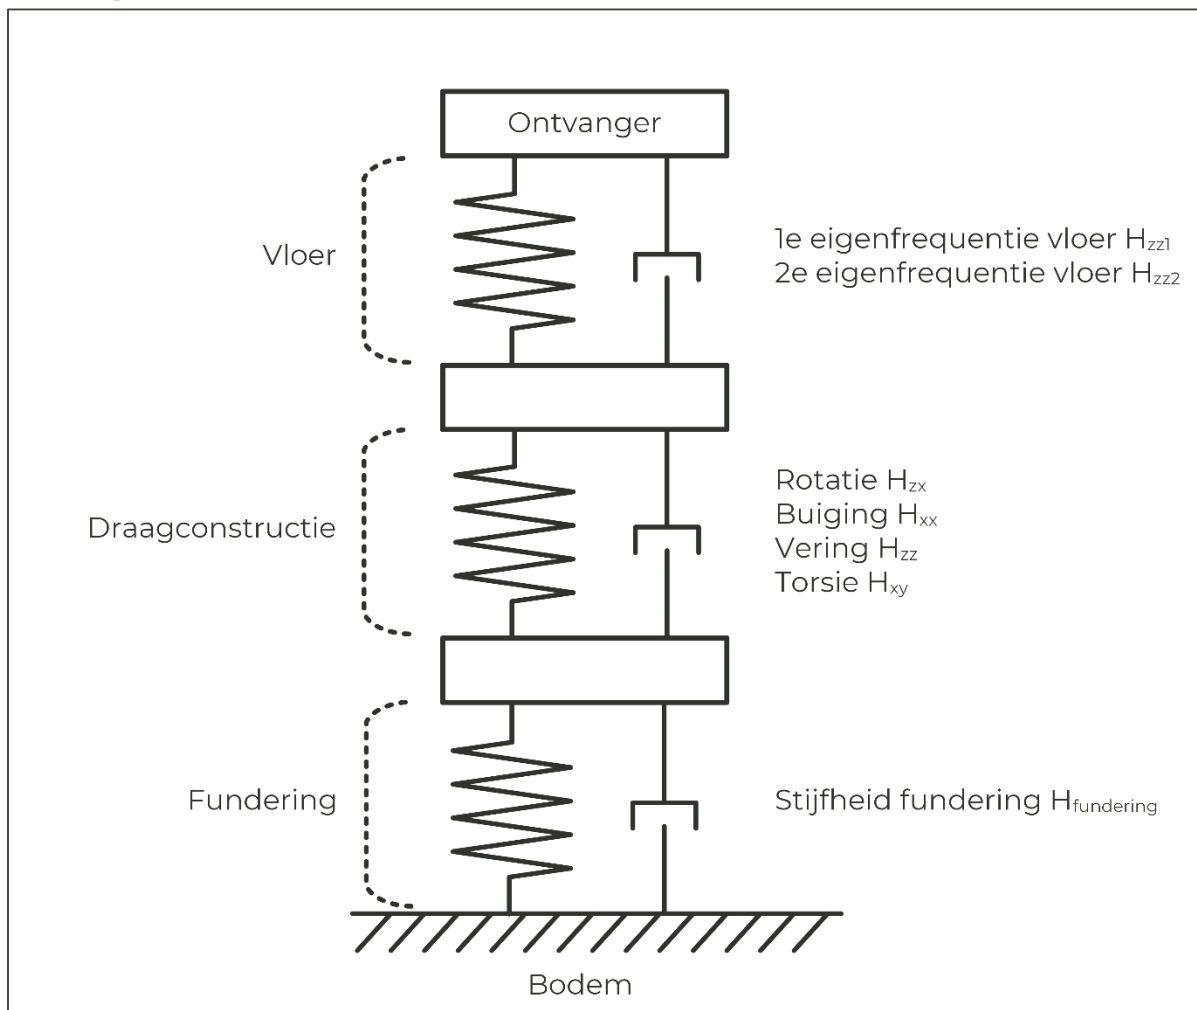 Ontvanger
Vloer
1e eigenfrequentie vloer Hzz1
2e eigenfrequentie vloer Hzz2
Draagconstructie
Rotatie Hzx
Buiging Hxx
Vering Hzz
Torsie Hxy
Fundering
Stijfheid fundering Hfundering
Bodem